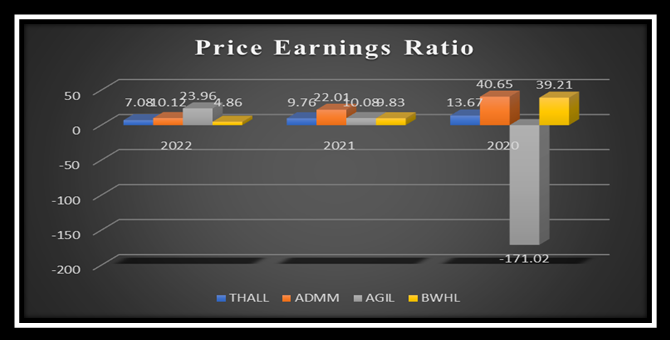 Price Earnings Ratio
50
0
-50
-100
-150
-200
7.08 10.12 23.96 4.86
9.76 22.01 10.08 9.83
13.67 40.65 -171.02 39.21
2022 2021 2020
THALL ADMM AGIL BWHL